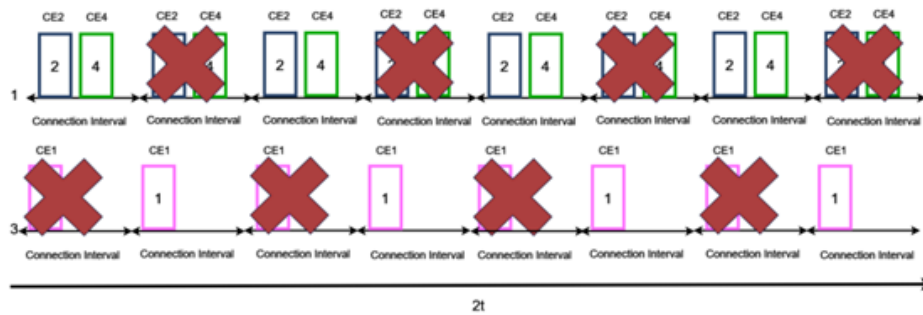 CE2 CE4 CE2 CE4 CE2 CE4 CE2 CE4 CE2 CE4 CE2 CE4 CE2 CE4 CE2 CE4
2 4 2 4 2 4 2 4
1
Connection Interval Connection Interval Connection Interval Connection Interval Connection Interval Connection Interval Connection Interval Connection Interval
CE1 CE1 CE1 CE1 CE1 CE1 CE1 CE1
1 1 1 1
3
Connection Interval Connection Interval Connection Interval Connection Interval Connection Interval Connection Interval Connection Interval Connection Interval
2t